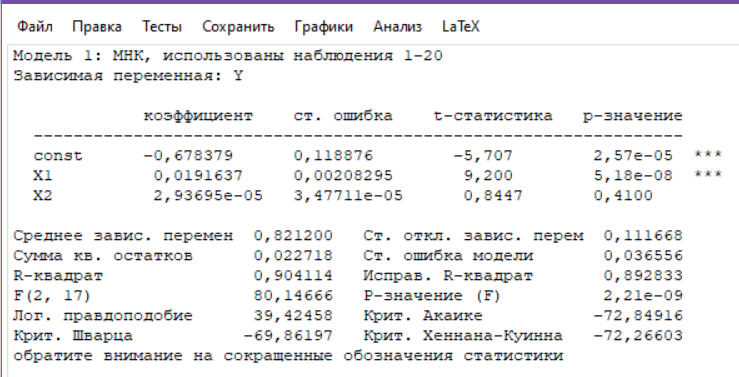 Файл Правка Тесты Сохранить Графики Анализ LaTeX
Модель 1: МНК, использованы наблюдения 1-20
Зависимая переменная: Y
коэффициент ст. ошибка t-статистика p-значение
const -0,678379 0,118876 -5,707 2,57e-05 ***
X1 0,0191637 0,00208295 9,200 5,18e-08 ***
X2 2,93695e-05 3,47711e-05 0,8447 0,4100
Среднее завис. перемен 0,821200 Ст. откл. завис. перем 0,111668
Сумма кв. остатков 0,022718 Ст. ошибка модели 0,036556
R-квадрат 0,904114 Исправ. R-квадрат 0,892833
F(2, 17) 80,14666 P-значение (F) 2,21e-09
Лог. правдоподобие 39,42458 Крит. Акаике -72,84916
Крит. Шварца -69,86197 Крит. Хеннана-Куинна -72,26603
обратите внимание на сокращенные обозначения статистики